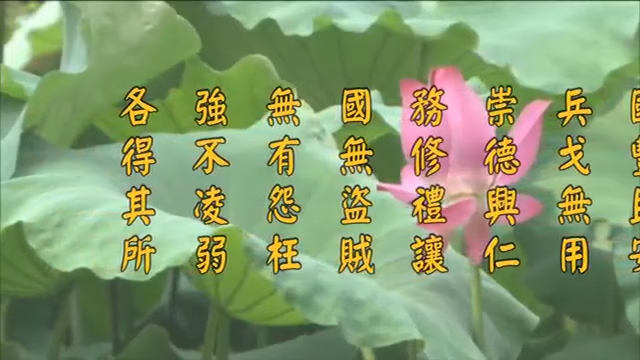 兵戈無用
崇德興仁
務修禮讓
國無盜賊
無有怨枉
強不凌弱
各得其所